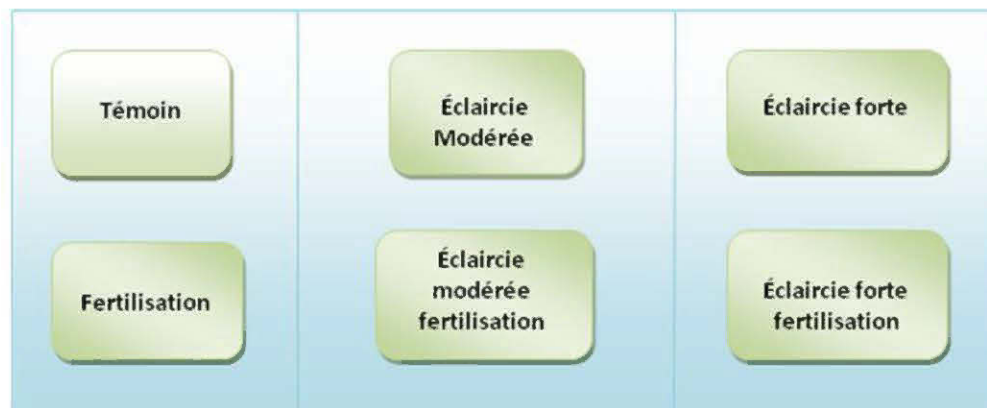 Témoin
Éclaircie
Modérée
Éclaircie forte
Fertilisation
Éclaircie
modérée
fertilisation
Éclaircie forte
fertilisation